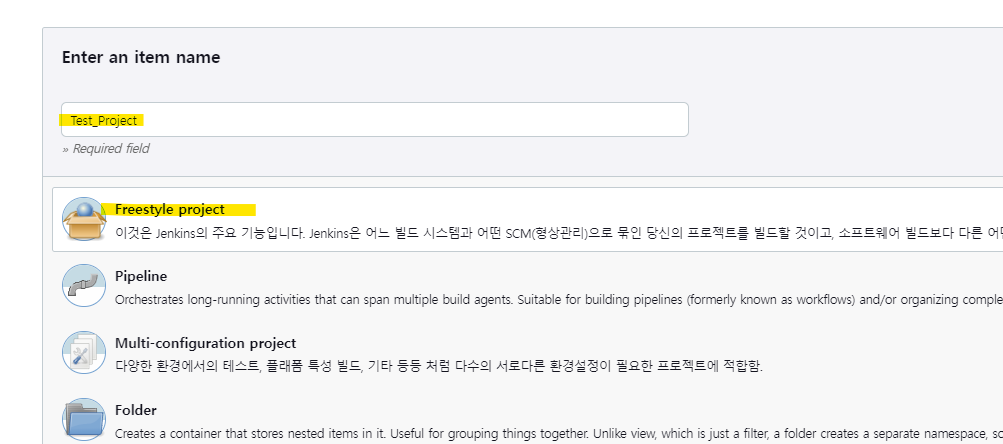 Enter an item name
Test_Project
» Required field
Freestyle project
이것은 Jenkins의 주요 기능입니다. Jenkins은 어느 빌드 시스템과 어떤 SCM(형상관리)으로 묶인 당신의 프로젝트를 빌드할 것이고, 소프트웨어 빌드보다 다른
Pipeline
Orchestrates long-running activities that can span multiple build agents. Suitable for building pipelines (formerly known as workflows) and/or organizing comple
Multi-configuration project
다양한 환경에서의 테스트, 플래폼 특성 빌드, 기타 등등 처럼 다수의 서로다른 환경설정이 필요한 프로젝트에 적합함.
Folder
Creates a container that stores nested items in it. Useful for grouping things together. Unlike view, which is just a filter, a folder creates a separate namespace,